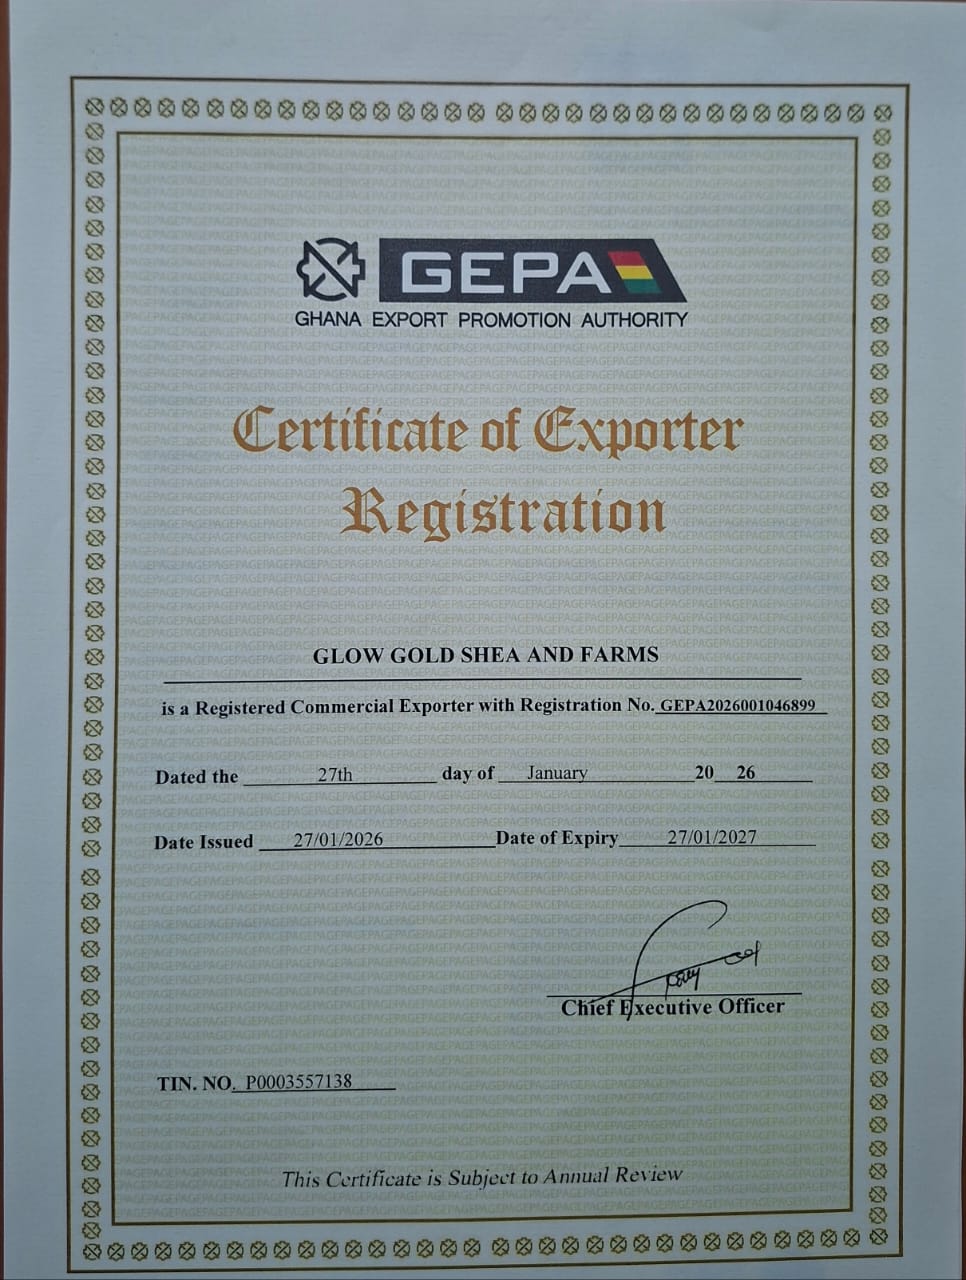 GEPA
GHANA EXPORT PROMOTION AUTHORITY
Certificate of Exporter
Registration
GLOW GOLD SHEA AND FARMS
is a Registered Commercial Exporter with Registration No. GEPA2026001046899
Dated the 27th day of January 20 26
Date Issued 27/01/2026 Date of Expiry 27/01/2027
Chief Executive Officer
TIN. NO. P0003557138
This Certificate is Subject to Annual Review